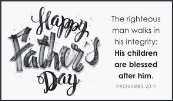 Happy
Father's
Day
The righteous
man walks in
his integrity;
His children
are blessed
after him.
PROVERBS 20:7